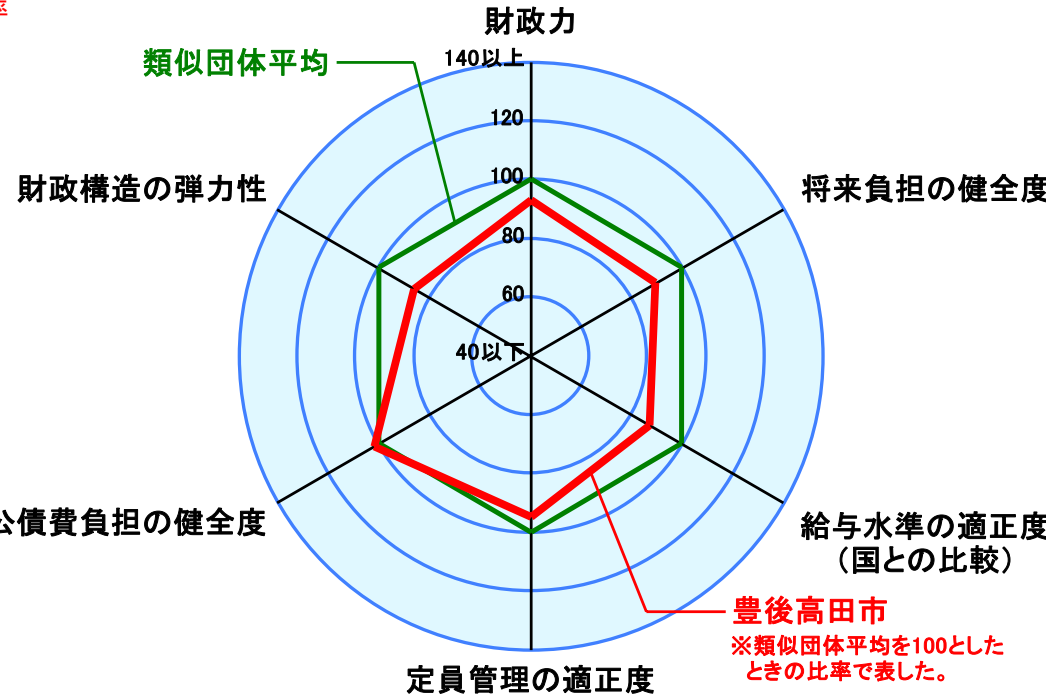 率
財政力
類似団体平均
140以上
120
100
80
60
40以下
財政構造の弾力性
将来負担の健全度
公債費負担の健全度
給与水準の適正度
（国との比較）
定員管理の適正度
豊後高田市
※類似団体平均を100とした
ときの比率で表した。